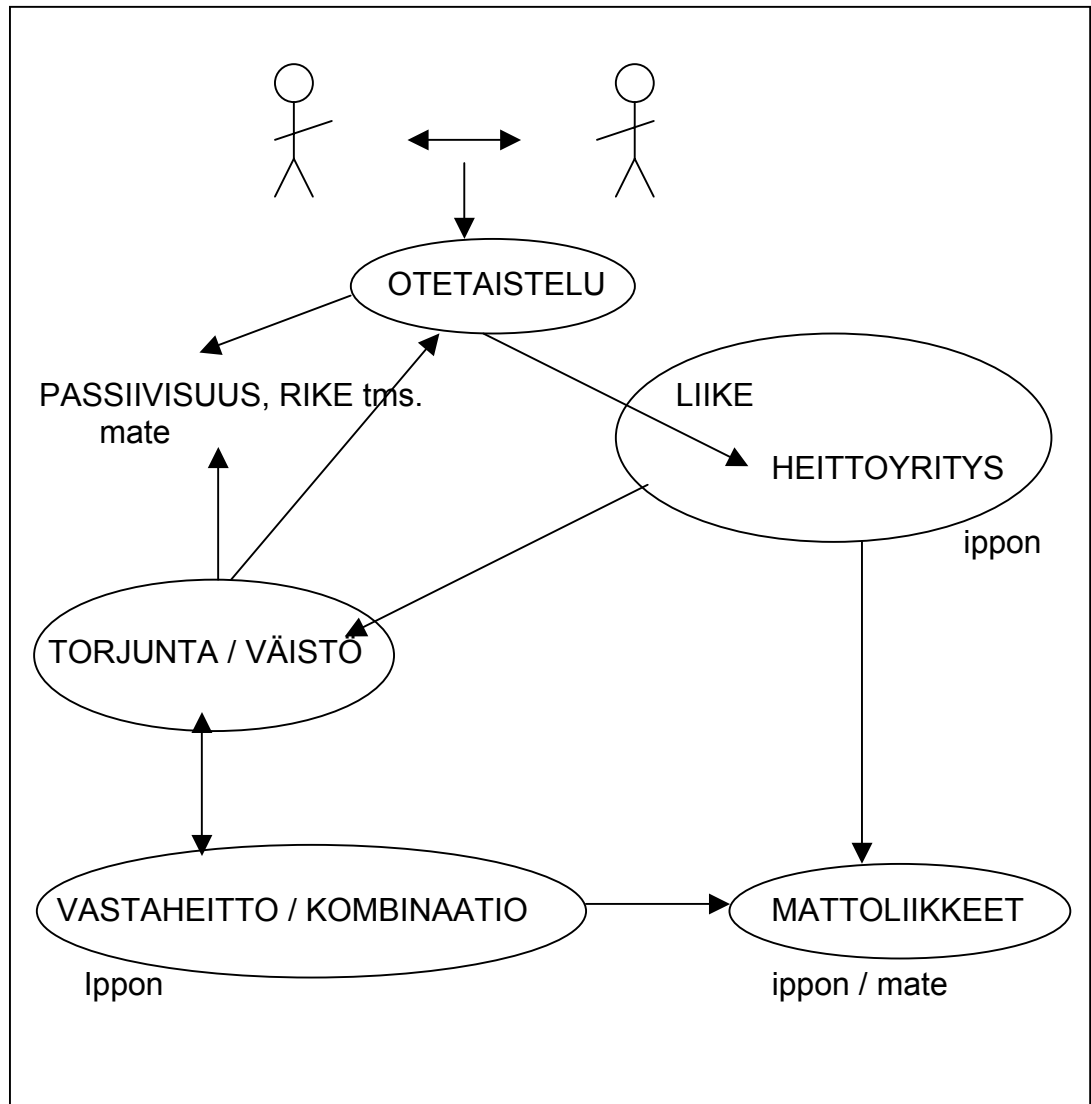 OTETAISTELU
PASSIIVISUUS, RIKE tms.
mate
LIIKE
HEITTOYRITYS
ippon
TORJUNTA / VÄISTÖ
VASTAHEITTO / KOMBINAATIO
Ippon
MATTOLIIKKEET
ippon / mate